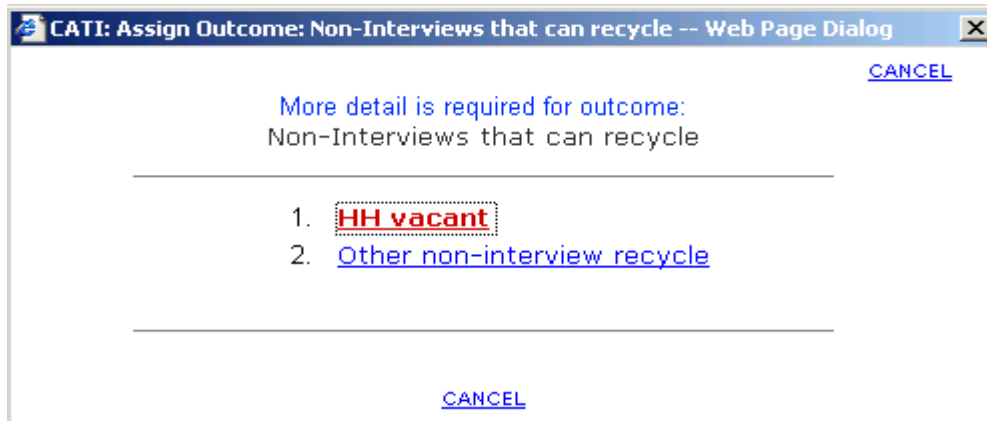 CATI: Assign Outcome: Non-Interviews that can recycle -- Web Page Dialog
CANCEL
More detail is required for outcome:
Non-Interviews that can recycle
1. HH vacant
2. Other non-interview recycle
CANCEL